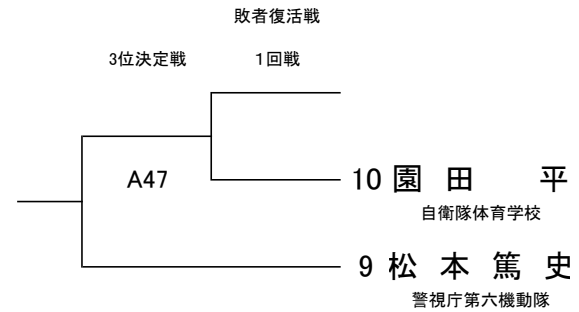 敗者復活戦
3位決定戦 1回戦
A47
10 園田 平
自衛隊体育学校
9 松本篤史
警視庁第六機動隊